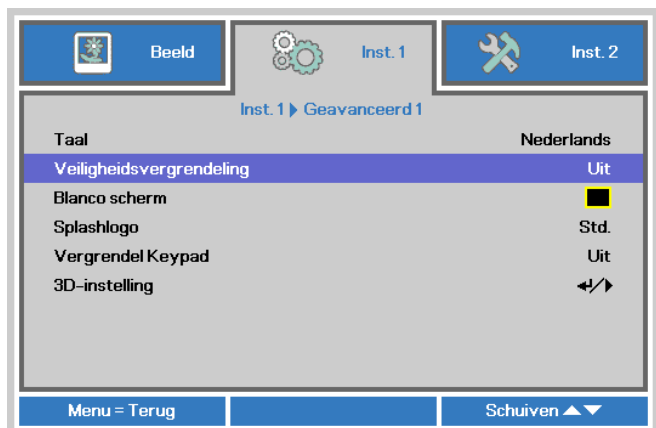 Beeld
Inst. 1
Inst. 2
Inst. 1 Geavanceerd 1
Taal Nederlands
Veiligheidsvergrendeling Uit
Blanco scherm
Splashlogo Std.
Vergrendel Keypad Uit
3D-instelling
Menu = Terug
Schuiven